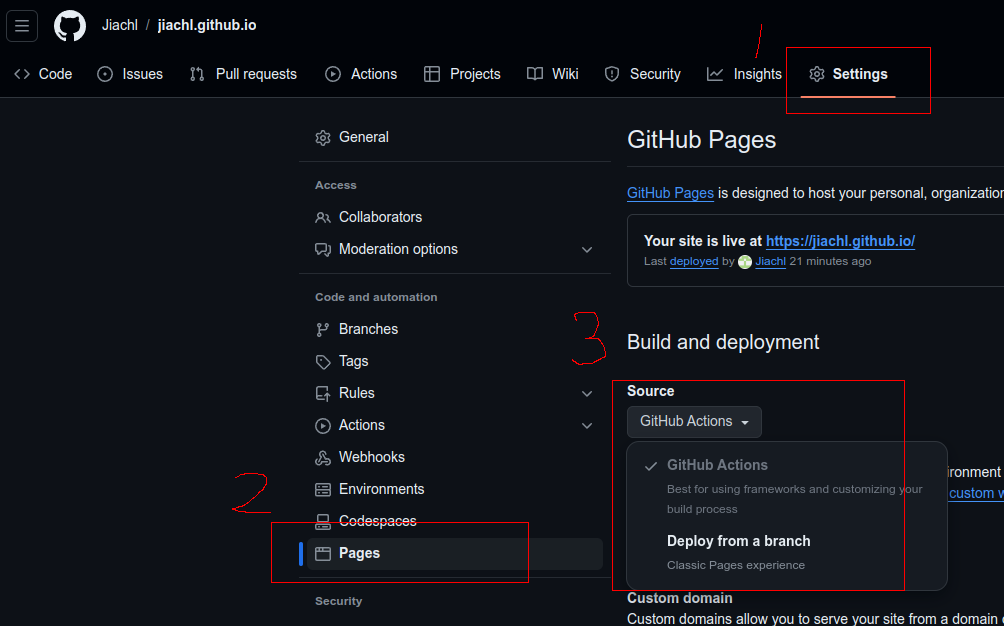 Jiachl / jiachl.github.io
1
Code Issues Pull requests Actions Projects Wiki Security Insights Settings
General
Access
Collaborators
Moderation options
Code and automation
Branches
Tags
Rules
Actions
Webhooks
Environments
2
Codespaces
Pages
Security
GitHub Pages
GitHub Pages is designed to host your personal, organization
Your site is live at https://jiachl.github.io/
Last deployed by Jiachl 21 minutes ago
3
Build and deployment
Source
GitHub Actions
GitHub Actions
Best for using frameworks and customizing your
build process
Deploy from a branch
Classic Pages experience
custom
Custom domain
Custom domains allow you to serve your site from a domain